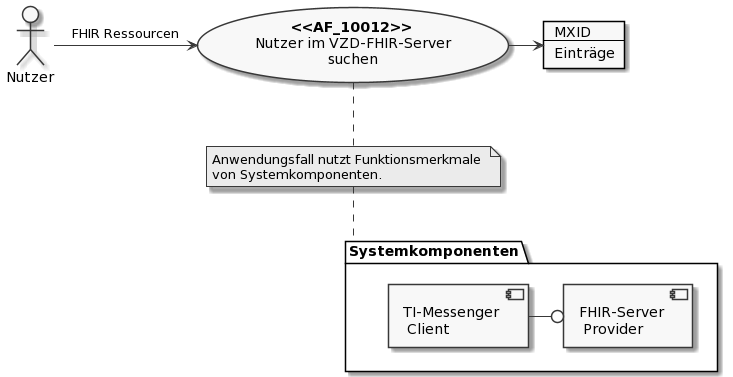 FHIR Ressourcen
Nutzer
<<AF_10012>>
Nutzer im VZD-FHIR-Server
suchen
MXID
Einträge
Anwendungsfall nutzt Funktionsmerkmale
von Systemkomponenten.
Systemkomponenten
TI-Messenger
Client
FHIR-Server
Provider